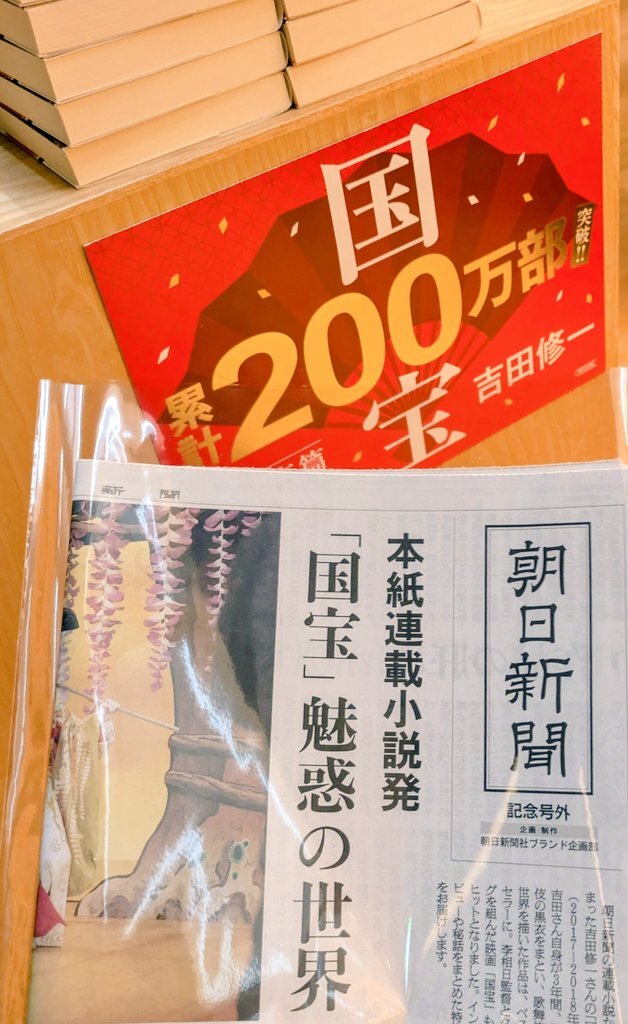 国宝
累計200万部
突破!!
吉田修一
新聞
朝日新聞
記念号外
企画・制作
朝日新聞社ブランド企画部
本紙連載小説発
「国宝」魅惑の世界
朝日新聞の連載小説か
まった吉田修一さんの「
(2017―2018年
吉田さん自身が3年間、
伎の黒衣をまとい、歌舞
世界を描いた作品は、ベス
セラーに。李相日監督とタ
グを組んだ映画「国宝」も
ヒットとなりました。イン
ビューや秘話をまとめた特
をお届けします。